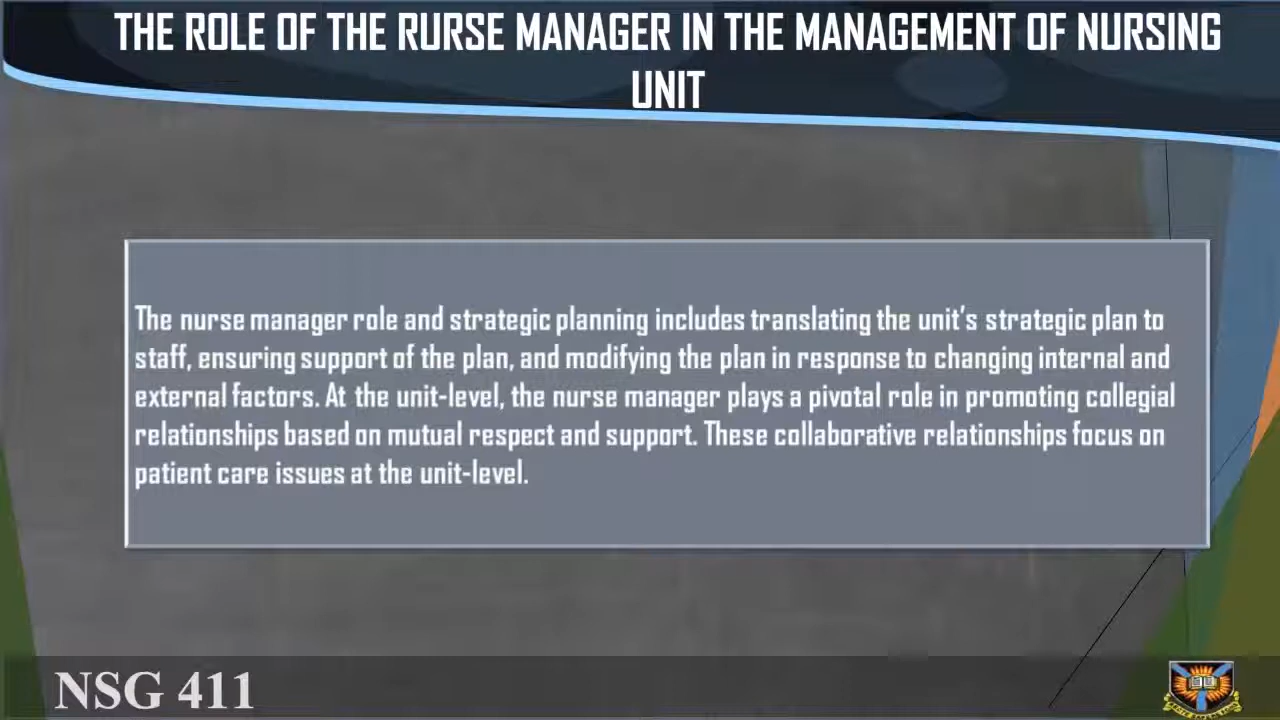 THE ROLE OF THE RURSE MANAGER IN THE MANAGEMENT OF NURSING
UNIT
The nurse manager role and strategic planning includes translating the unit's strategic plan to
staff, ensuring support of the plan, and modifying the plan in response to changing internal and
external factors. At the unit-level, the nurse manager plays a pivotal role in promoting collegial
relationships based on mutual respect and support. These collaborative relationships focus on
patient care issues at the unit-level.
NSG 411